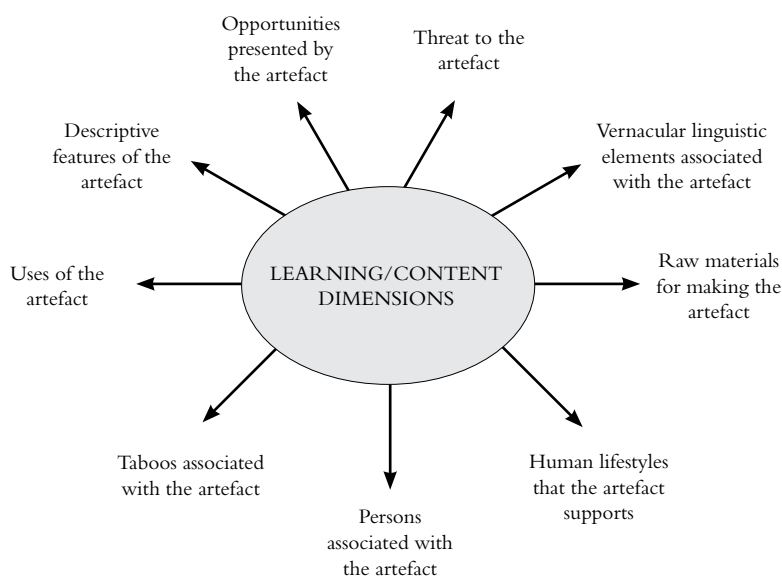 Opportunities
presented by
the artefact
Threat to the
artefact
Descriptive
features of the
artefact
Vernacular linguistic
elements associated
with the artefact
Uses of the
artefact
LEARNING/CONTENT
DIMENSIONS
Raw materials
for making the
artefact
Taboos associated
with the artefact
Persons
associated with
the artefact
Human lifestyles
that the artefact
supports